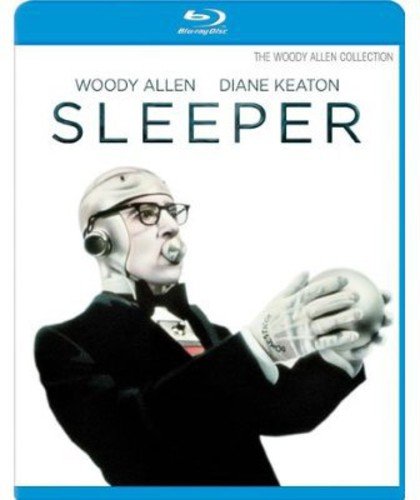 Blu-ray Disc
THE WOODY ALLEN COLLECTION
WOODY ALLEN DIANE KEATON
SLEEPER